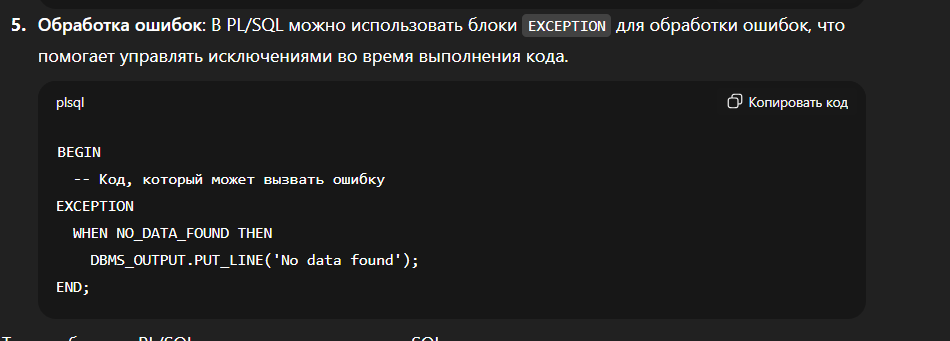 5. Обработка ошибок: В PL/SQL можно использовать блоки EXCEPTION для обработки ошибок, что
помогает управлять исключениями во время выполнения кода.
plsql
Копировать код
BEGIN
-- Код, который может вызвать ошибку
EXCEPTION
WHEN NO_DATA_FOUND THEN
DBMS_OUTPUT.PUT_LINE('No data found');
END;